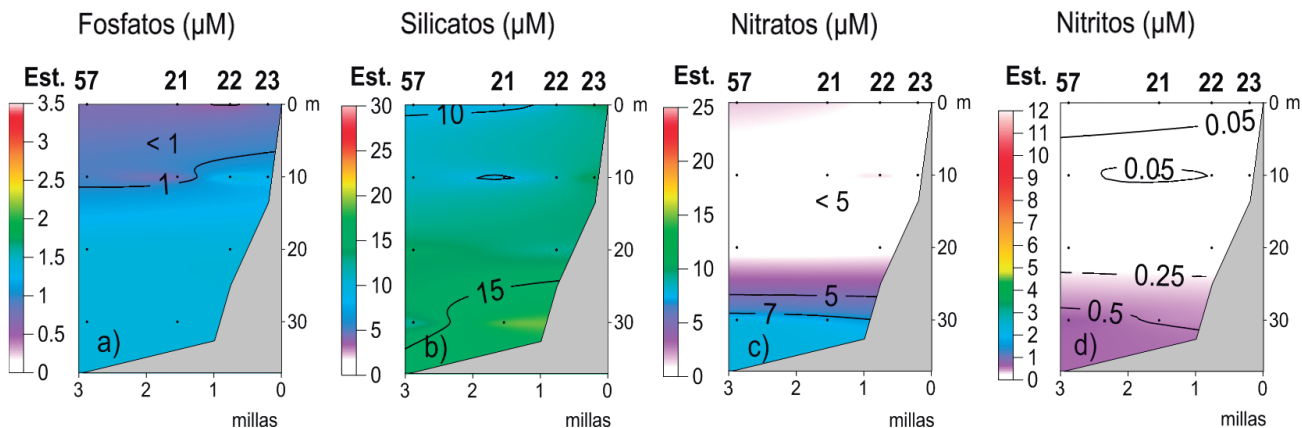 Fosfatos (µM)
Est. 57 21 22 23
3.5
3
2.5
2
1.5
1
0.5
0
< 1
1
a)
0 m
10
20
30
3 2 1 0
millas
Silicatos (µM)
21 22 23
30
25
20
15
10
5
0
10
15
b)
0 m
10
20
30
3 2 1 0
millas
Nitratos (µM)
Est. 57 21 22 23
25
20
15
10
5
0
< 5
5
7
c)
0 m
10
20
30
3 2 1 0
millas
Nitritos (µM)
Est. 57 21 22 23
12
11
10
9
8
7
6
5
4
3
2
1
0
0.05
0.05
0.25
0.5
d)
0 m
10
20
30
3 2 1 0
millas